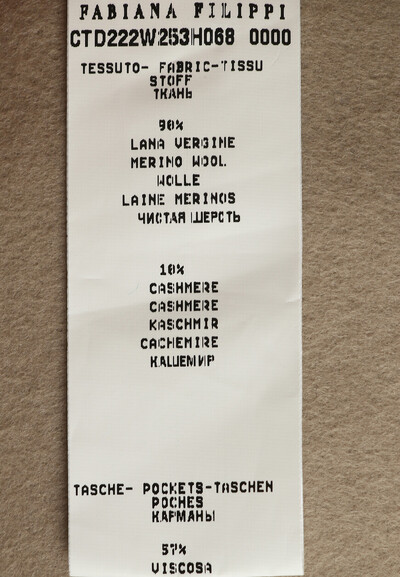 FABIANA FILIPPI
CTD222W253H068 0000
TESSUTO- FABRIC-TISSU
STOFF
ТКАНЬ
90%
LANA VERGINE
MERINO WOOL
WOLLE
LAINE MERINOS
ЧИСТАЯ ШЕРСТЬ
10%
CASHMERE
CASHMERE
KASCHMIR
CACHEMIRE
КАШЕМИР
TASCHE- POCKETS-TASCHEN
POCHES
КАРМАНЫ
57%
VISCOSA